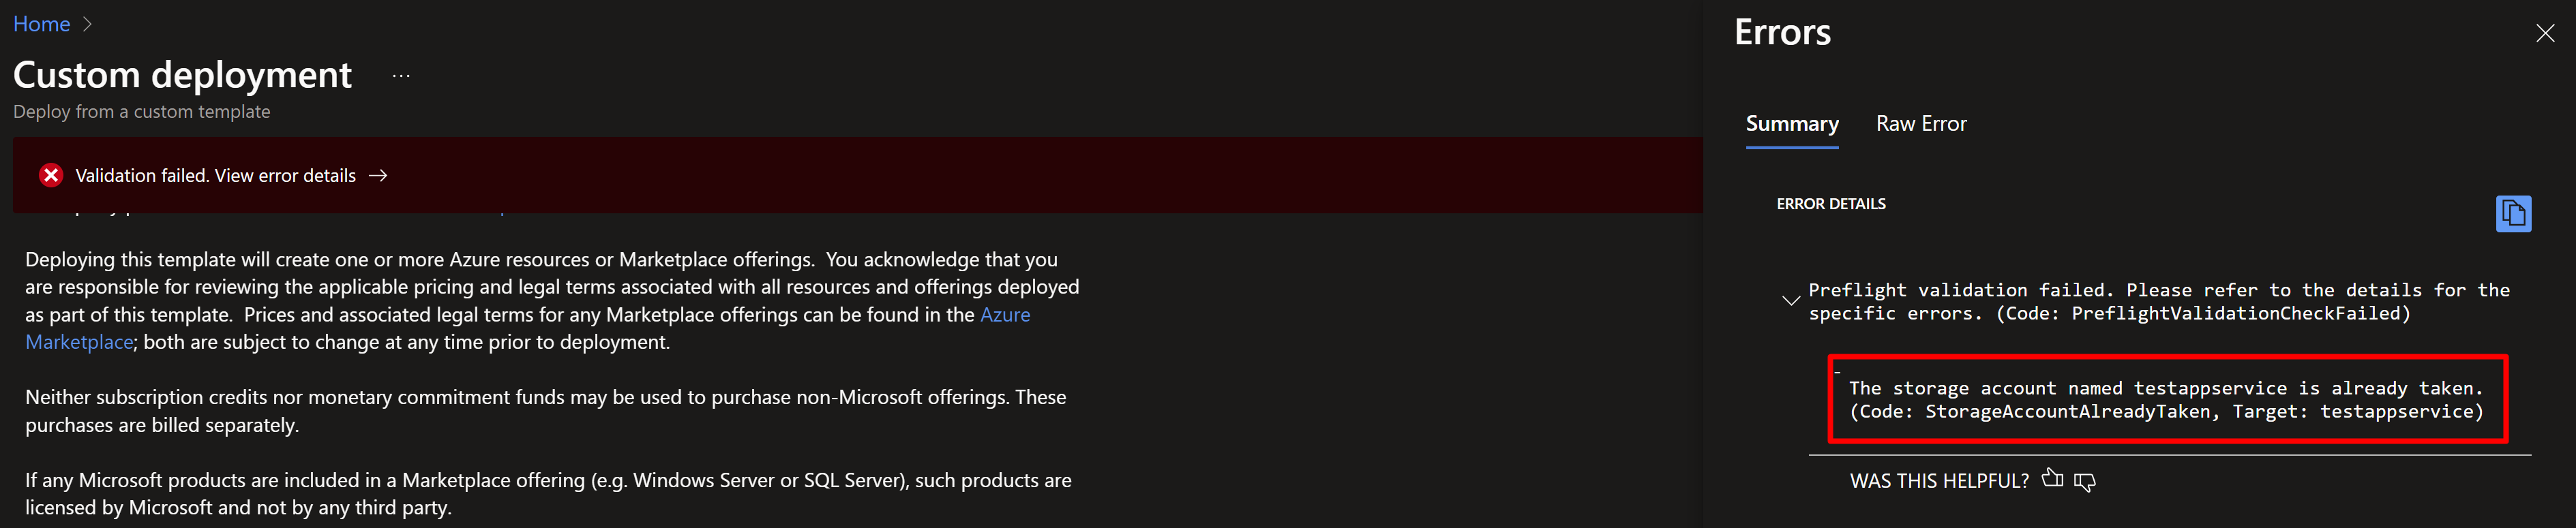 Home
Custom deployment ...
Deploy from a custom template
Validation failed. View error details →
Deploying this template will create one or more Azure resources or Marketplace offerings.  You acknowledge that you
are responsible for reviewing the applicable pricing and legal terms associated with all resources and offerings deployed
as part of this template.  Prices and associated legal terms for any Marketplace offerings can be found in the Azure
Marketplace; both are subject to change at any time prior to deployment.
Neither subscription credits nor monetary commitment funds may be used to purchase non-Microsoft offerings. These
purchases are billed separately.
If any Microsoft products are included in a Marketplace offering (e.g. Windows Server or SQL Server), such products are
licensed by Microsoft and not by any third party.
Errors
Summary Raw Error
ERROR DETAILS
Preflight validation failed. Please refer to the details for the
specific errors. (Code: PreflightValidationCheckFailed)
-
The storage account named testappservice is already taken.
(Code: StorageAccountAlreadyTaken, Target: testappservice)
WAS THIS HELPFUL?